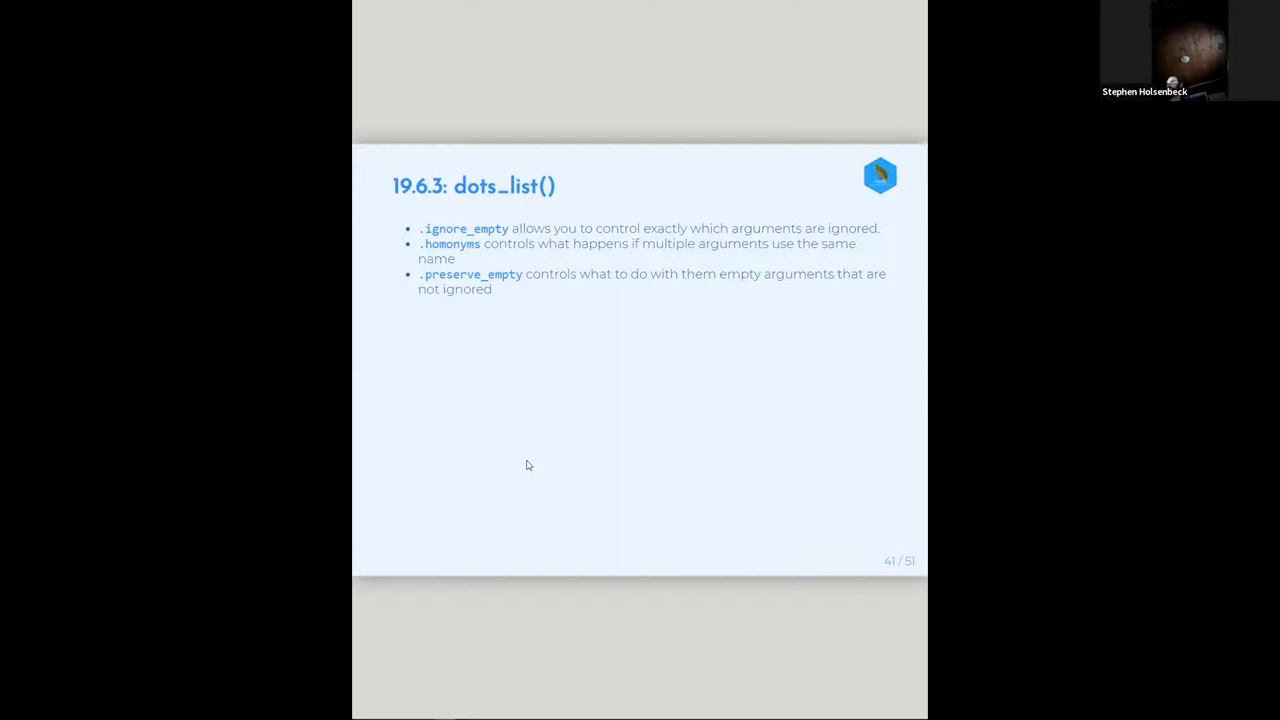 Stephen Holsenbeck
19.6.3: dots_list()
.ignore_empty allows you to control exactly which arguments are ignored.
.homonyms controls what happens if multiple arguments use the same
name
.preserve_empty controls what to do with them empty arguments that are
not ignored
41 / 51